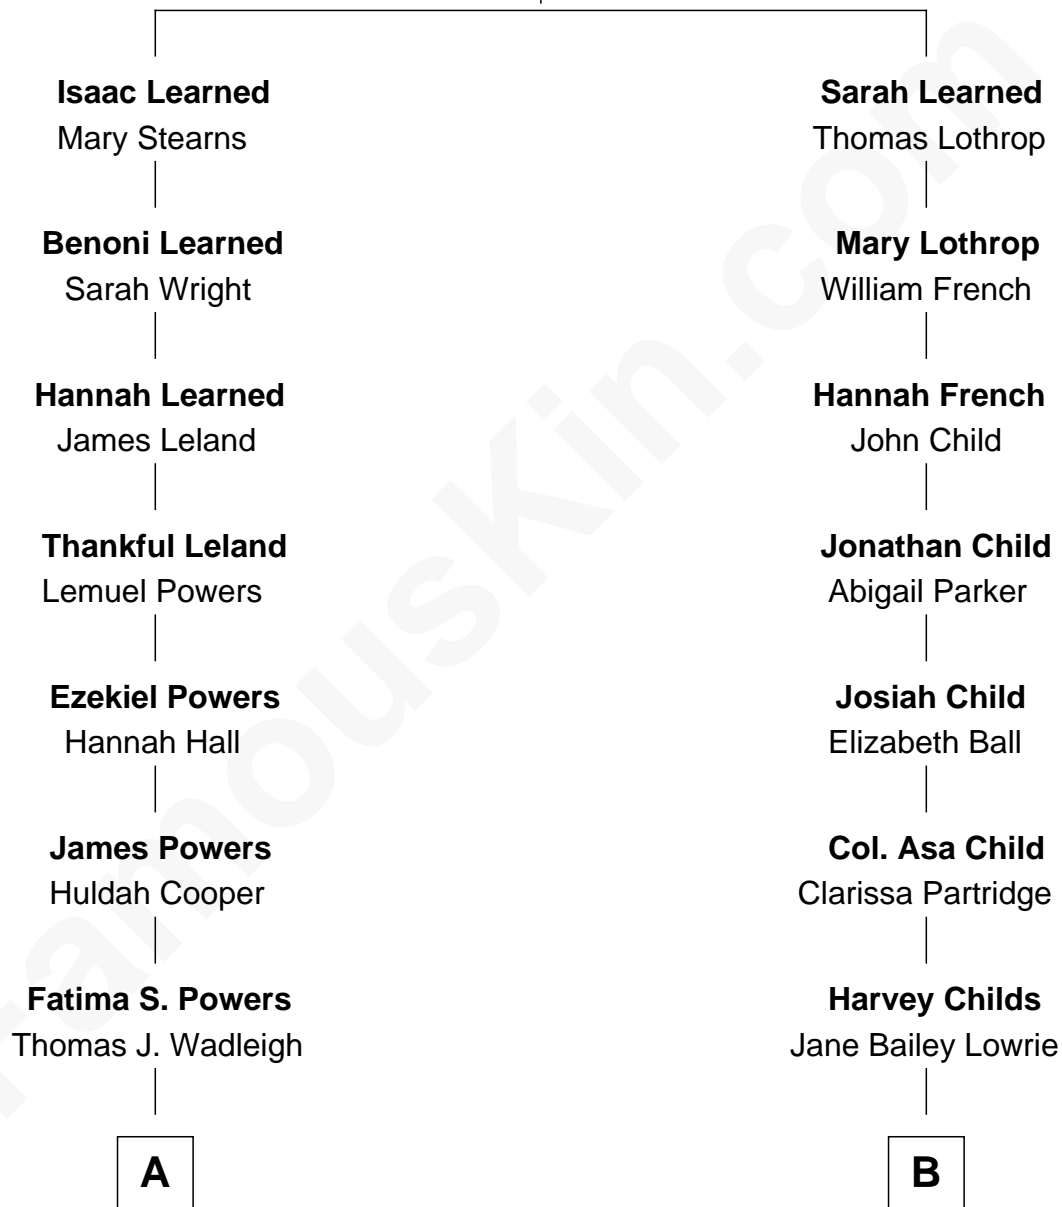 Isaac Learned
Mary Stearns
Benoni Learned
Sarah Wright
Hannah Learned
James Leland
Thankful Leland
Lemuel Powers
Ezekiel Powers
Hannah Hall
James Powers
Huldah Cooper
Fatima S. Powers
Thomas J. Wadleigh
A
Sarah Learned
Thomas Lothrop
Mary Lothrop
William French
Hannah French
John Child
Jonathan Child
Abigail Parker
Josiah Child
Elizabeth Ball
Col. Asa Child
Clarissa Partridge
Harvey Childs
Jane Bailey Lowrie
B
FamousKin.com